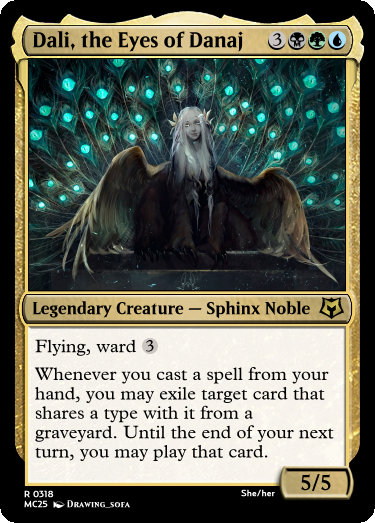 Dali, the Eyes of Danaj 3
Legendary Creature — Sphinx Noble
Flying, ward 3
Whenever you cast a spell from your
hand, you may exile target card that
shares a type with it from a
graveyard. Until the end of your next
turn, you may play that card.
5/5
R 0318 She/her
MC25 Drawing_sofa